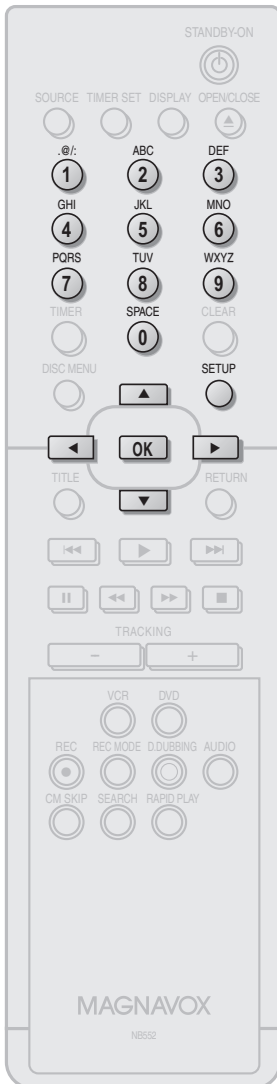 STANDBY-ON
SOURCE TIMER SET DISPLAY OPEN/CLOSE
.@/: ABC DEF
1 2 3
GHI JKL MNO
4 5 6
PQRS TUV WXYZ
7 8 9
TIMER SPACE CLEAR
0
DISC MENU SETUP
OK
TITLE RETURN
TRACKING
– +
VCR DVD
REC REC MODE D.DUBBING AUDIO
CM SKIP SEARCH RAPID PLAY
MAGNAVOX
NB552